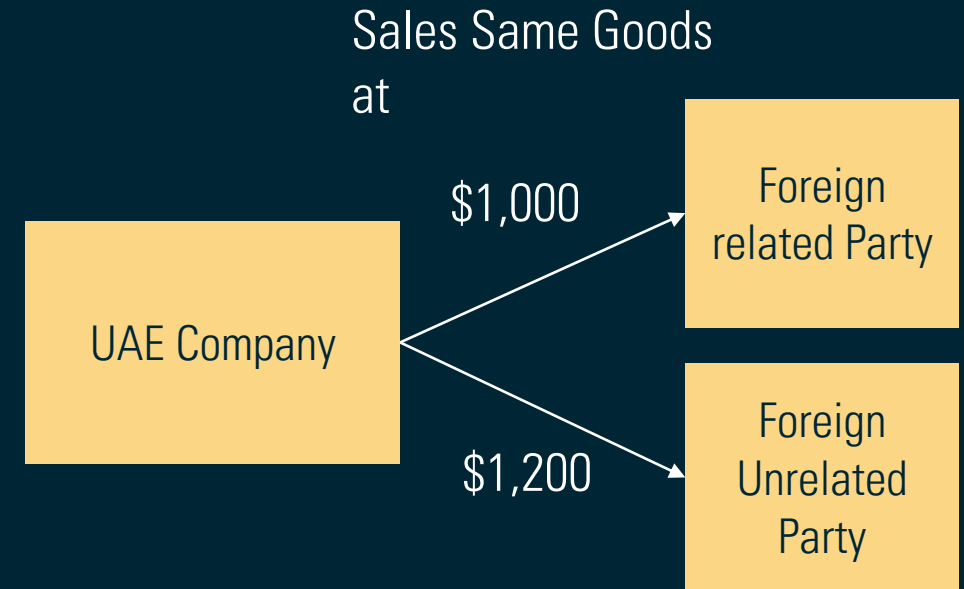 Sales Same Goods
at
$1,000
Foreign
related Party
UAE Company
$1,200
Foreign
Unrelated
Party